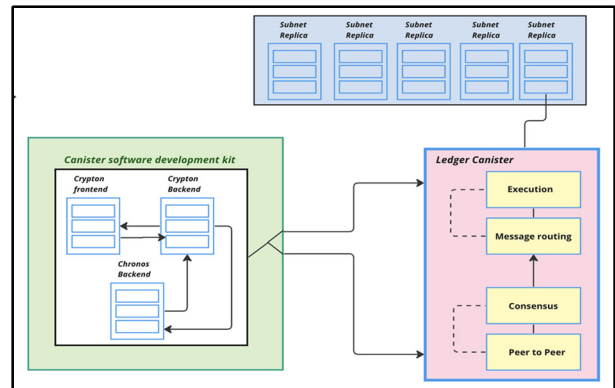 Subnet Replica
Subnet Replica
Subnet Replica
Subnet Replica
Subnet Replica
Canister software development kit
Crypton frontend
Crypton Backend
Chronos Backend
Ledger Canister
Execution
Message routing
Consensus
Peer to Peer